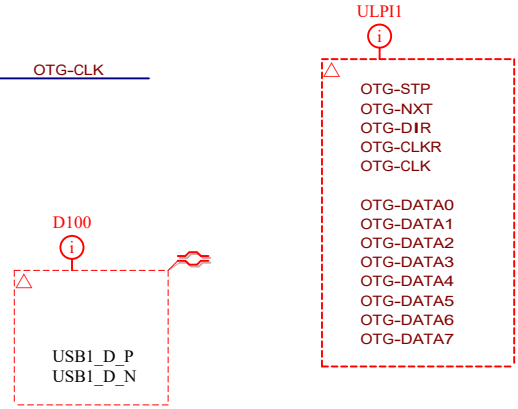 ULPI1
i
OTG-CLK
OTG-STP
OTG-NXT
OTG-DIR
OTG-CLKR
OTG-CLK
OTG-DATA0
OTG-DATA1
OTG-DATA2
OTG-DATA3
OTG-DATA4
OTG-DATA5
OTG-DATA6
OTG-DATA7
D100
i
USB1_D_P
USB1_D_N